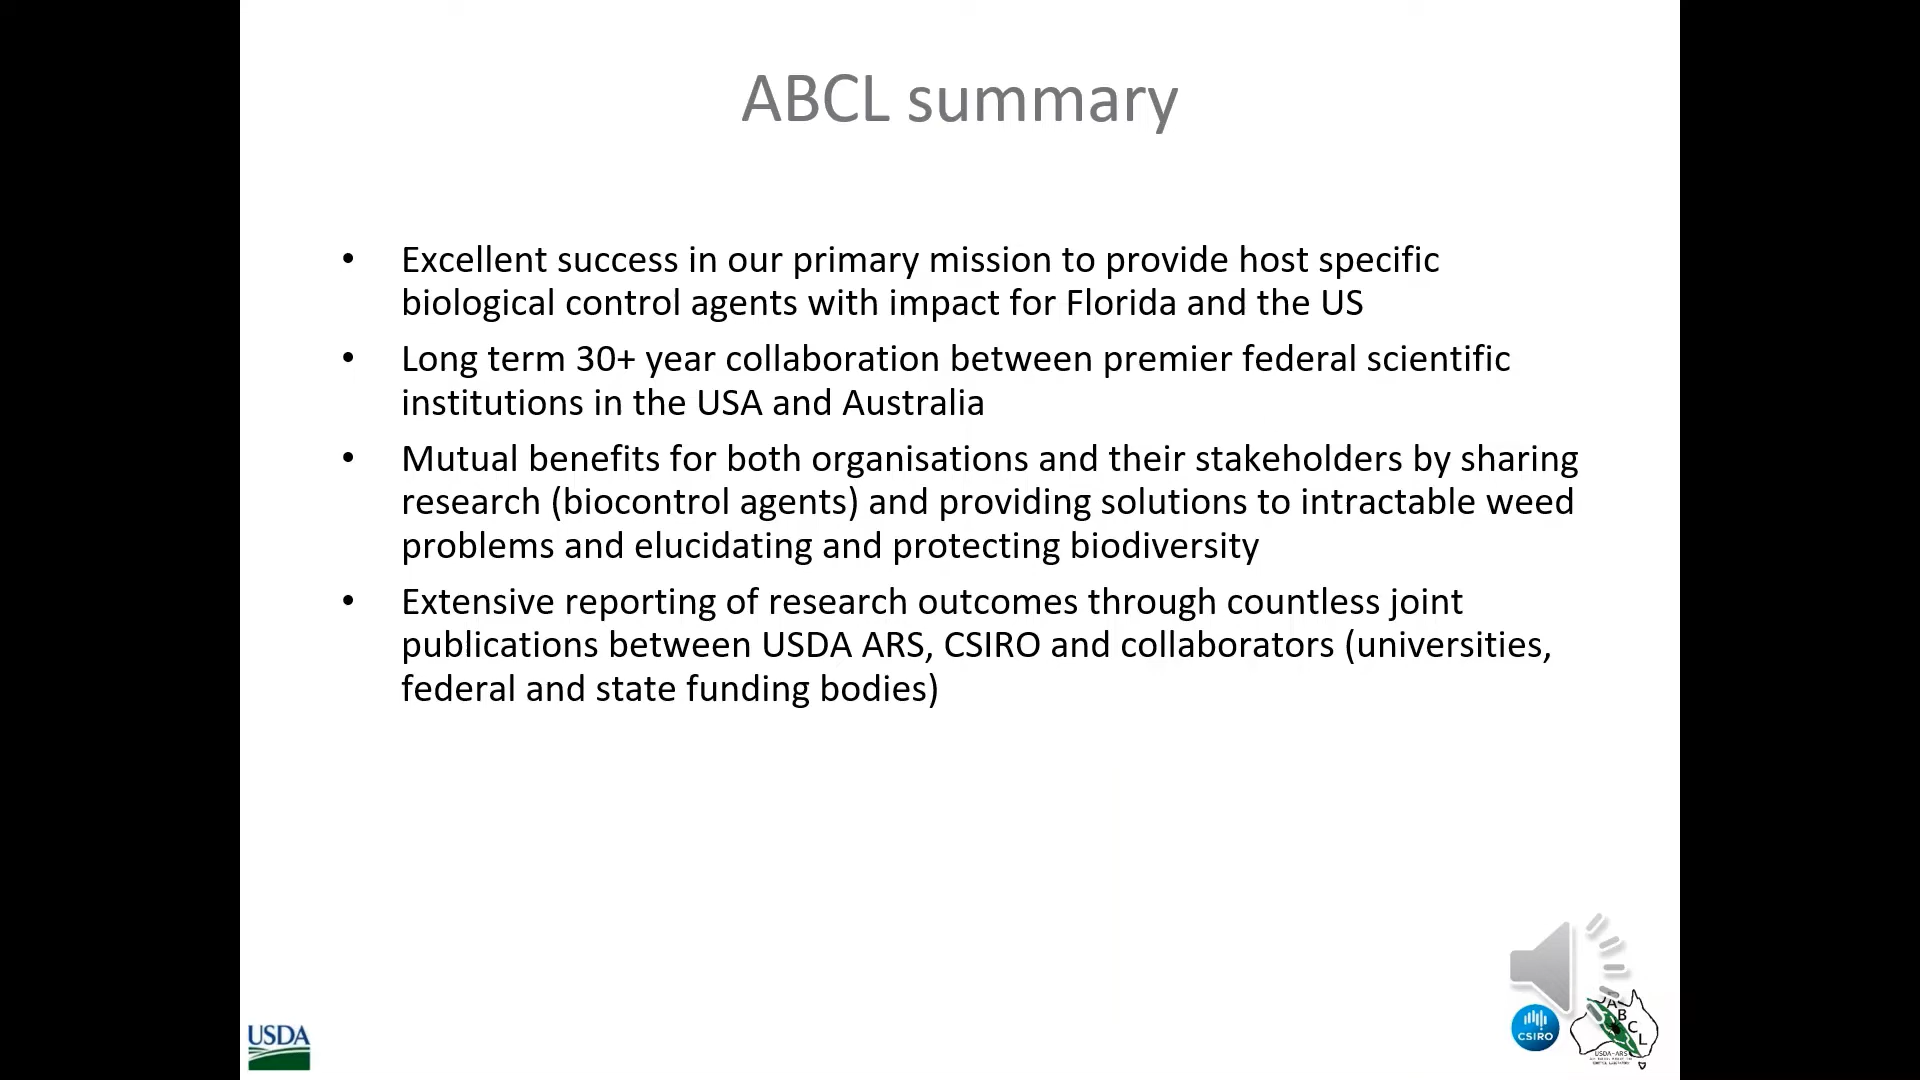 ABCL summary
• Excellent success in our primary mission to provide host specific
biological control agents with impact for Florida and the US
• Long term 30+ year collaboration between premier federal scientific
institutions in the USA and Australia
• Mutual benefits for both organisations and their stakeholders by sharing
research (biocontrol agents) and providing solutions to intractable weed
problems and elucidating and protecting biodiversity
• Extensive reporting of research outcomes through countless joint
publications between USDA ARS, CSIRO and collaborators (universities,
federal and state funding bodies)
USDA
CSIRO
ABCL
USDA-ARS